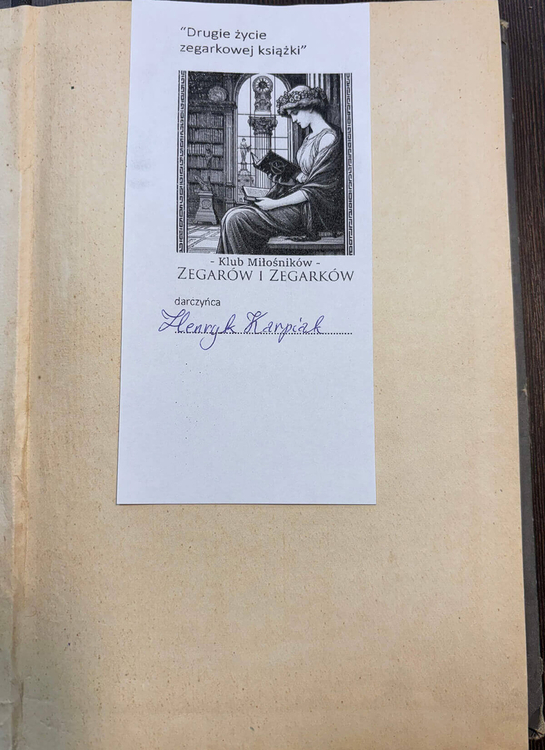 “Drugie życie
zegarkowej książki”
- Klub Miłośników -
ZEGARÓW I ZEGARKÓW
darczyńca
Henryk Karpiak